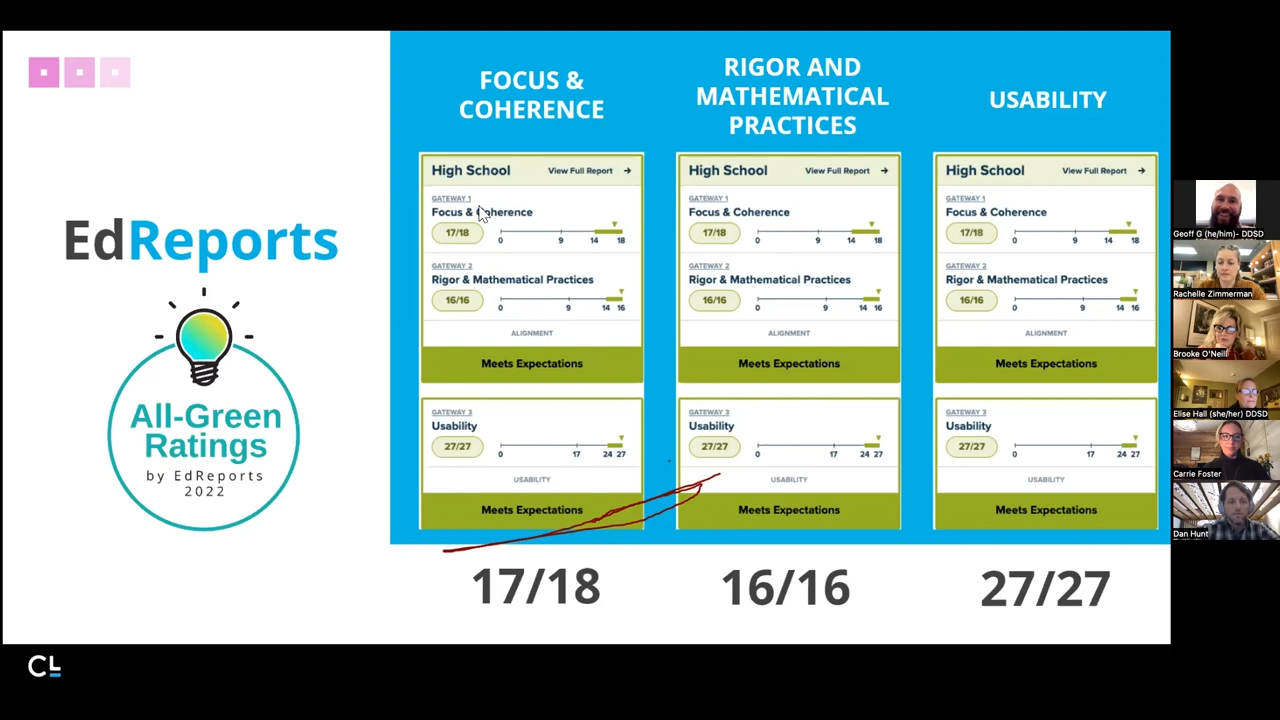 EdReports
All-Green
Ratings
by EdReports
2022
FOCUS &
COHERENCE
High School View Full Report →
GATEWAY 1
Focus & Coherence
17/18
0 9 14 18
GATEWAY 2
Rigor & Mathematical Practices
16/16
0 9 14 16
ALIGNMENT
Meets Expectations
GATEWAY 3
Usability
27/27
0 17 24 27
USABILITY
Meets Expectations
17/18
RIGOR AND
MATHEMATICAL
PRACTICES
High School View Full Report →
GATEWAY 1
Focus & Coherence
17/18
0 9 14 18
GATEWAY 2
Rigor & Mathematical Practices
16/16
0 9 14 16
ALIGNMENT
Meets Expectations
GATEWAY 3
Usability
27/27
0 17 24 27
USABILITY
Meets Expectations
16/16
USABILITY
High School View Full Report →
GATEWAY 1
Focus & Coherence
17/18
0 9 14 18
GATEWAY 2
Rigor & Mathematical Practices
16/16
0 9 14 16
ALIGNMENT
Meets Expectations
GATEWAY 3
Usability
27/27
0 17 24 27
USABILITY
Meets Expectations
27/27
Geoff G (he/him)- DDSD
Rachelle Zimmerman
Brooke O'Neill
Elise Hall (she/her) DDSD
Carrie Foster
Dan Hunt
CL